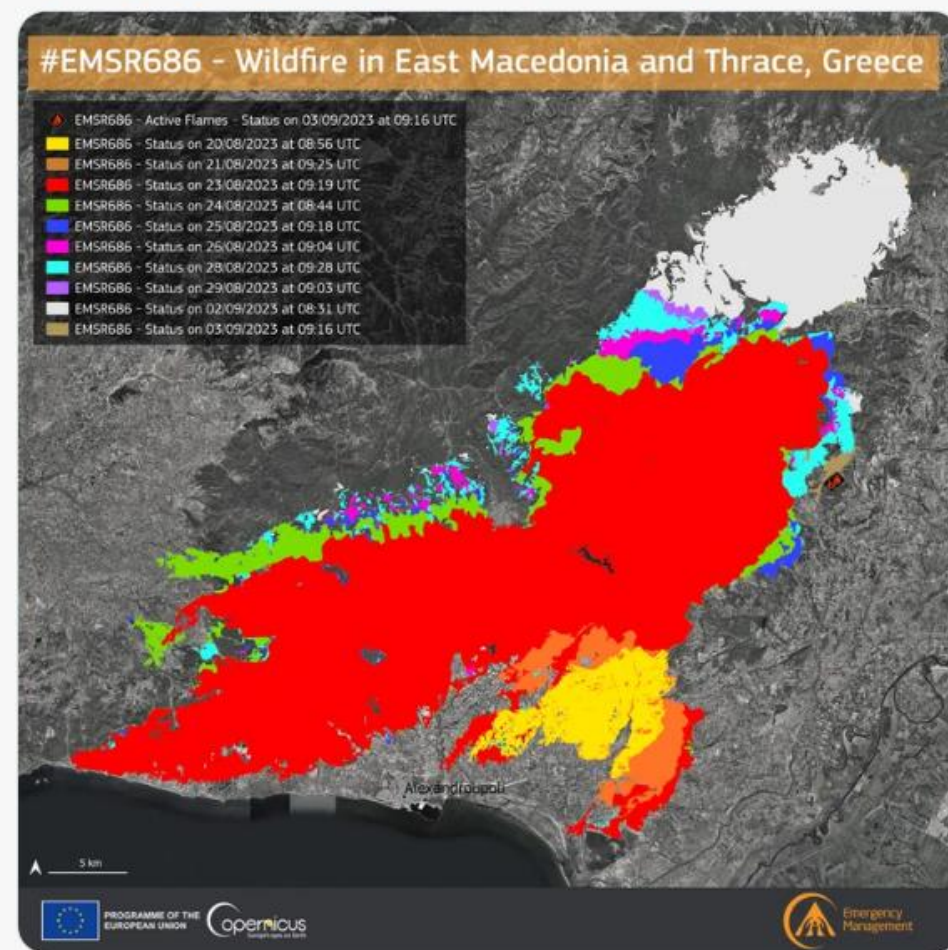 #EMSR686 - Wildfire in East Macedonia and Thrace, Greece
EMSR686 - Active Flames - Status on 03/09/2023 at 09:16 UTC
EMSR686 - Status on 20/08/2023 at 08:56 UTC
EMSR686 - Status on 21/08/2023 at 09:25 UTC
EMSR686 - Status on 23/08/2023 at 09:19 UTC
EMSR686 - Status on 24/08/2023 at 08:44 UTC
EMSR686 - Status on 25/08/2023 at 09:18 UTC
EMSR686 - Status on 26/08/2023 at 09:04 UTC
EMSR686 - Status on 28/08/2023 at 09:28 UTC
EMSR686 - Status on 29/08/2023 at 09:03 UTC
EMSR686 - Status on 02/09/2023 at 08:31 UTC
EMSR686 - Status on 03/09/2023 at 09:16 UTC
Alexandroupoli
5 km
PROGRAMME OF THE
EUROPEAN UNION
Copernicus
Europe's eyes on Earth
Emergency
Management